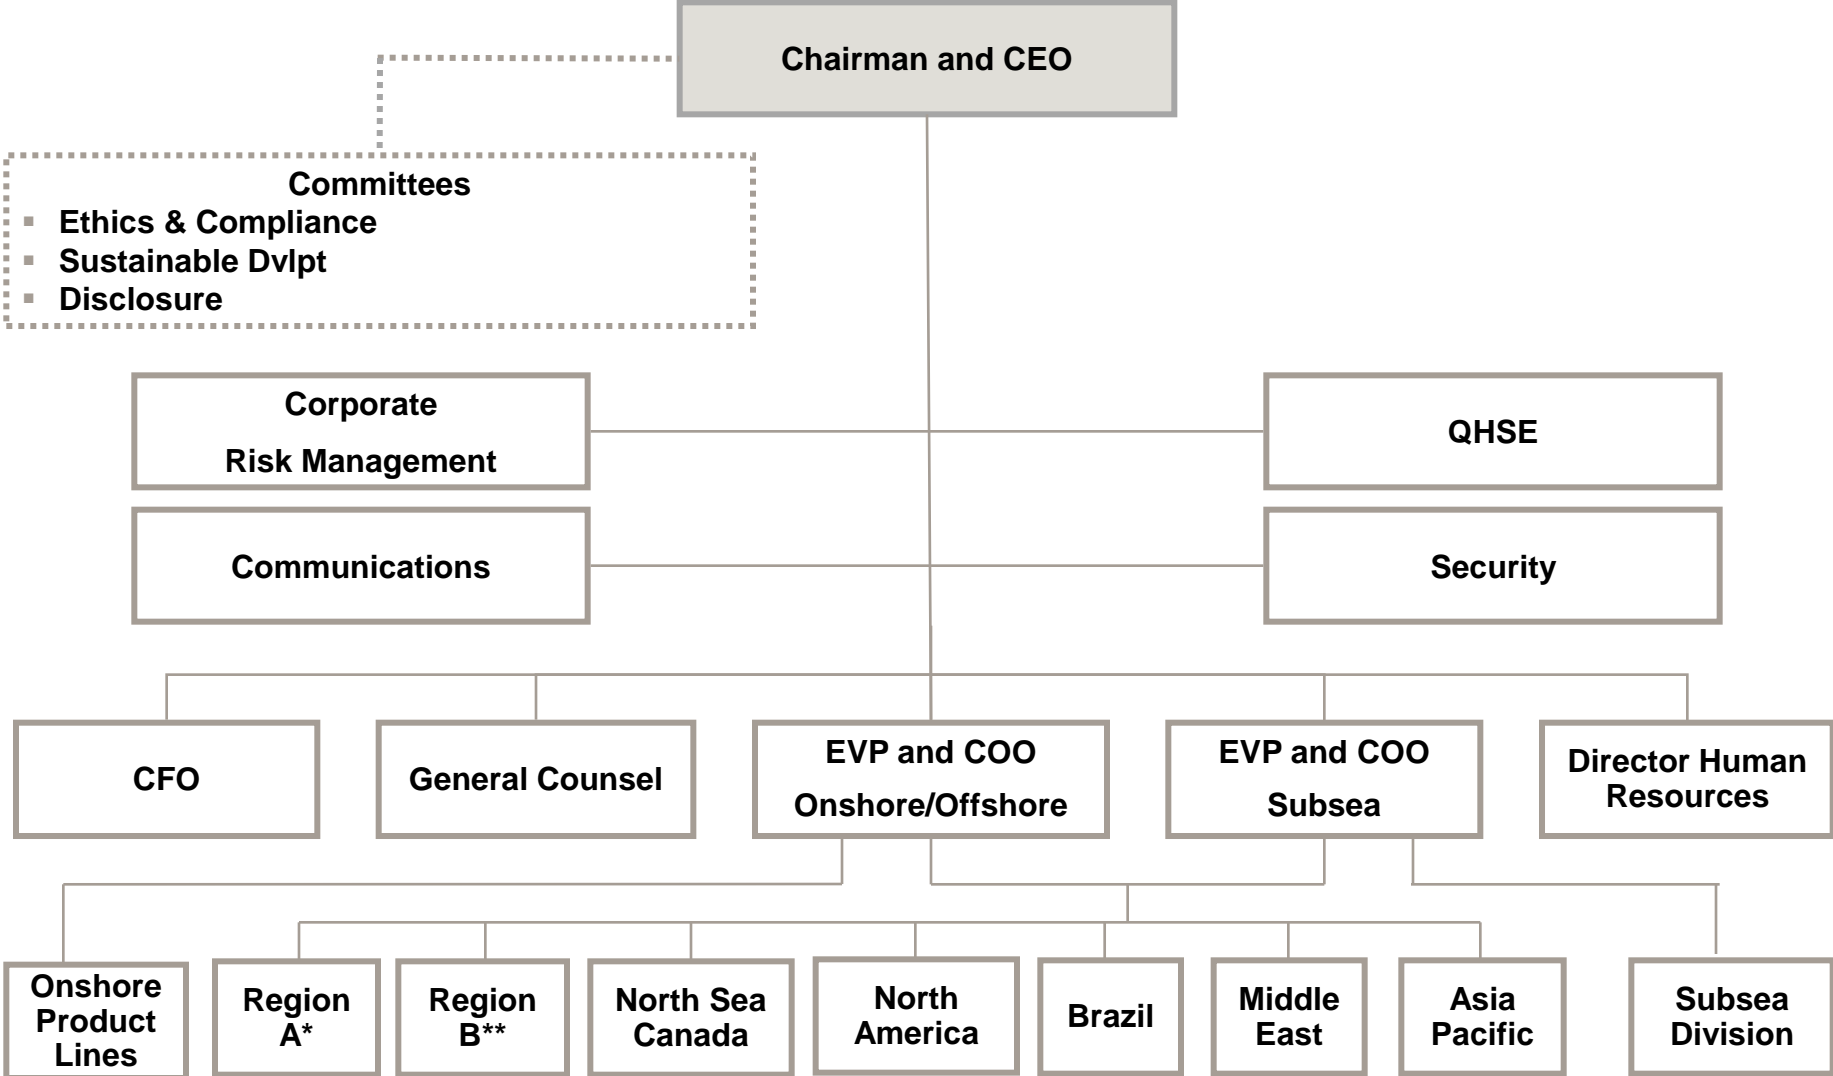 Chairman and CEO
Committees
▪ Ethics & Compliance
▪ Sustainable Dvlpt
▪ Disclosure
Corporate
Risk Management
QHSE
Communications
Security
CFO
General Counsel
EVP and COO
Onshore/Offshore
EVP and COO
Subsea
Director Human
Resources
Onshore
Product
Lines
Region
A*
Region
B**
North Sea
Canada
North
America
Brazil
Middle
East
Asia
Pacific
Subsea
Division